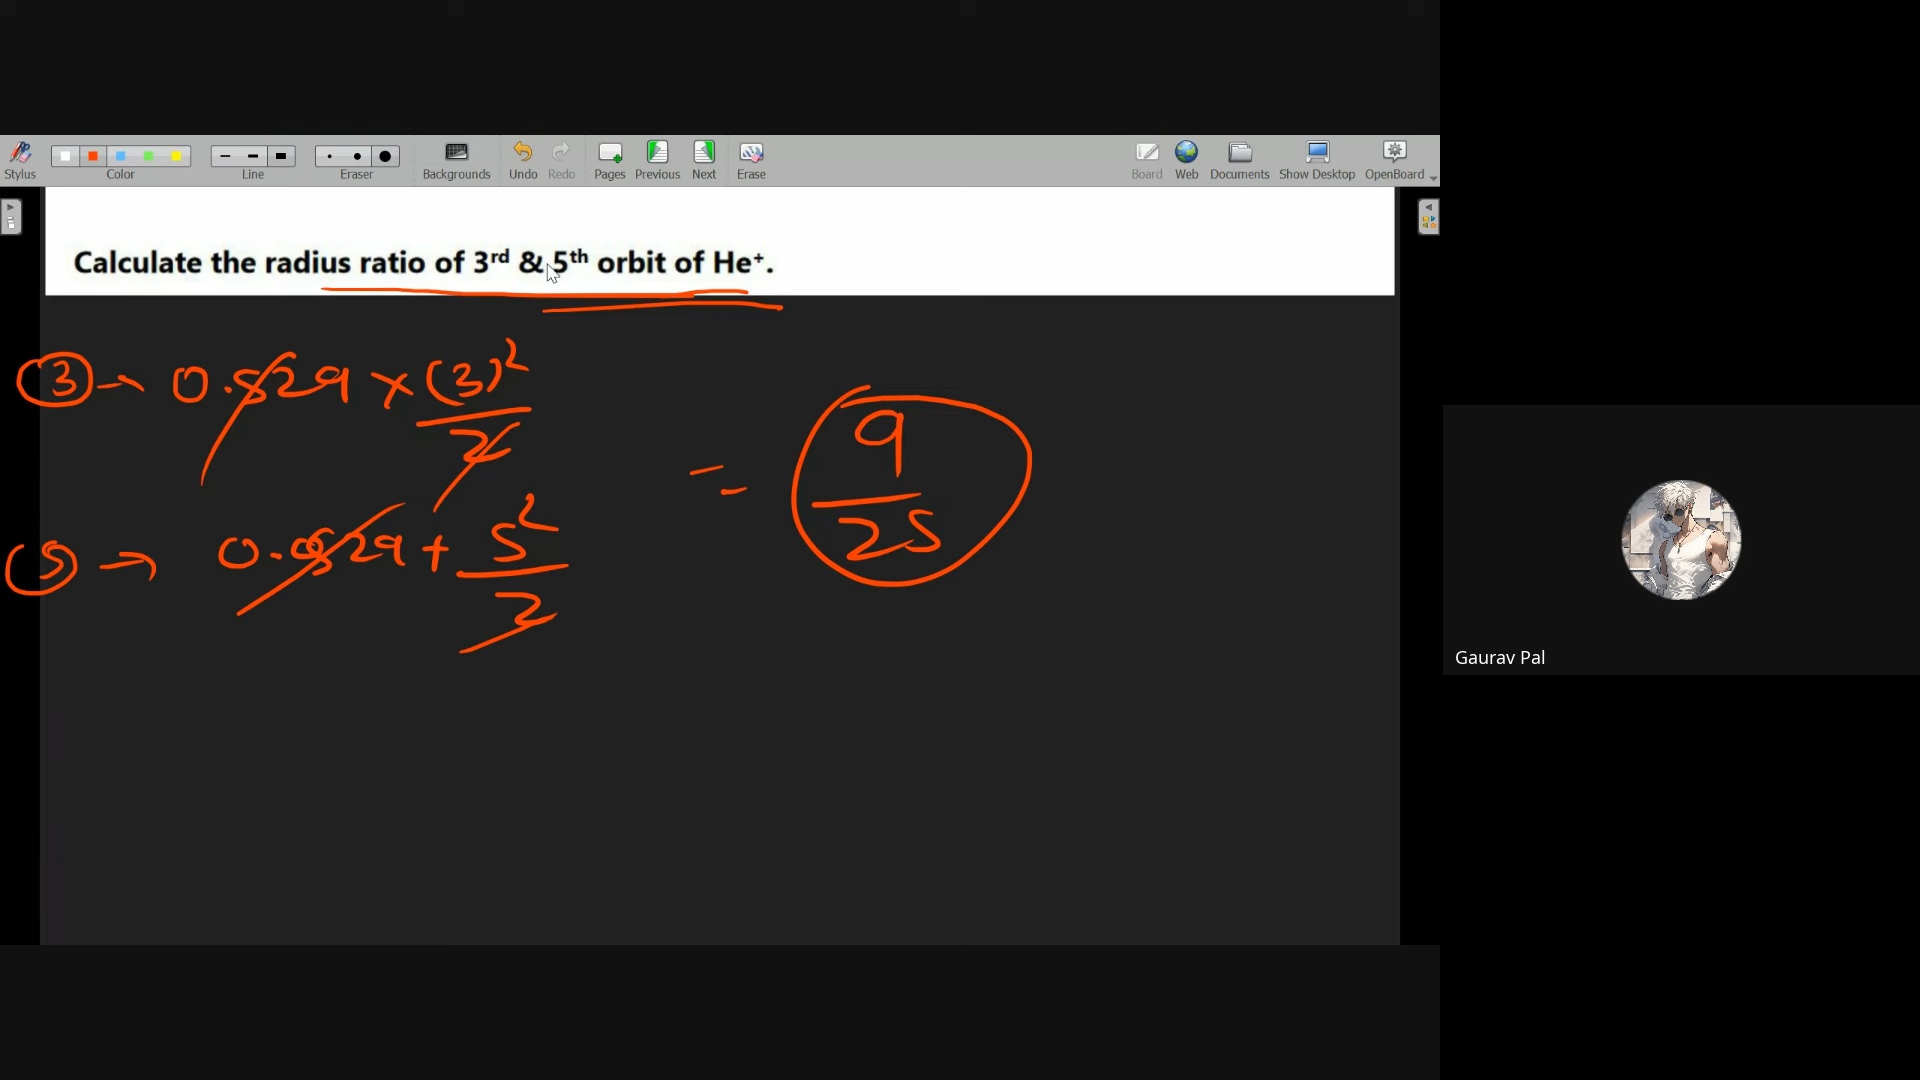 Stylus Color Line Eraser Backgrounds Undo Redo Pages Previous Next Erase Board Web Documents Show Desktop OpenBoard
Calculate the radius ratio of 3rd & 5th orbit of He+.
3 → 0.529 × (3)²
2
= 9
25
5 → 0.0529 + 5²
2
Gaurav Pal